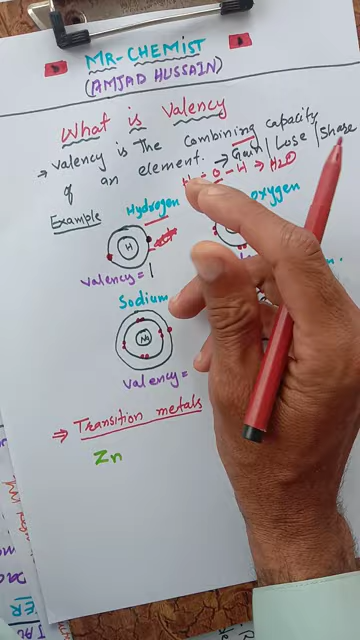 MR-CHEMIST
(AMJAD HUSSAIN)
What is Valency
→ Valency is The Combining capacity
of an element. → Gain | Lose | Share
H - O - H → H2O
Example
Hydrogen
oxygen
H
Valency = 1
Sodium
Na
Valency =
⇒ Transition metals
Zn